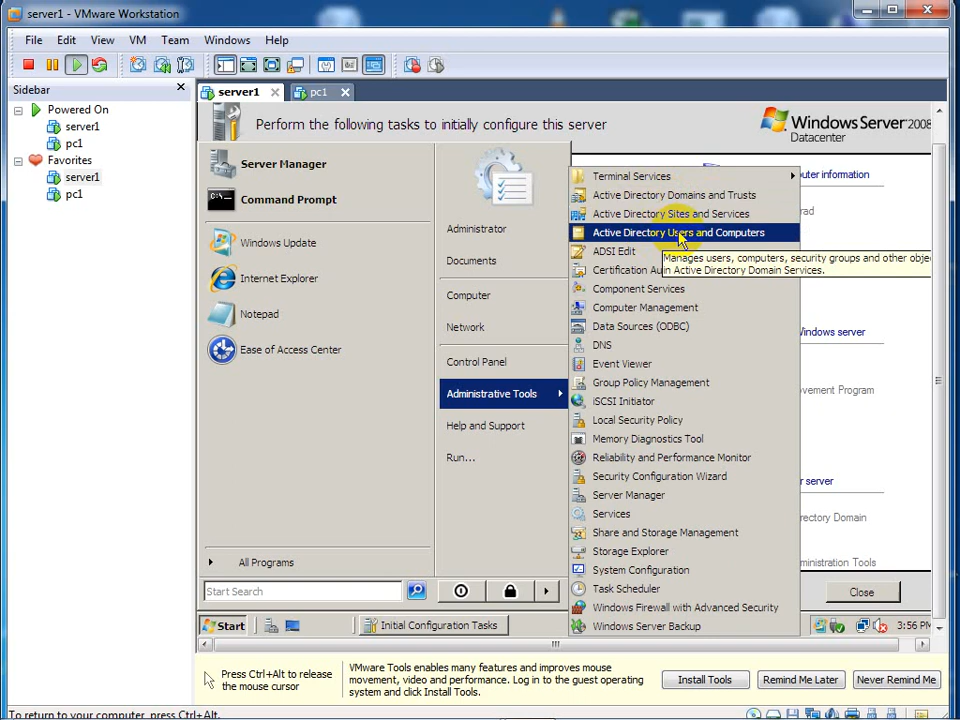 server1 - VMware Workstation
File Edit View VM Team Windows Help
Sidebar
server1 pc1
Powered On
server1
pc1
Favorites
server1
pc1
Perform the following tasks to initially configure this server
Windows Server 2008
Datacenter
Server Manager
Command Prompt
Windows Update
Internet Explorer
Notepad
Ease of Access Center
All Programs
Start Search
Administrator
Documents
Computer
Network
Control Panel
Administrative Tools
Help and Support
Run...
Terminal Services
Active Directory Domains and Trusts
Active Directory Sites and Services
Active Directory Users and Computers
ADSI Edit
Certification Au
Manages users, computers, security groups and other obje
in Active Directory Domain Services.
Component Services
Computer Management
Data Sources (ODBC)
DNS
Event Viewer
Group Policy Management
iSCSI Initiator
Local Security Policy
Memory Diagnostics Tool
Reliability and Performance Monitor
Security Configuration Wizard
Server Manager
Services
Share and Storage Management
Storage Explorer
System Configuration
Task Scheduler
Windows Firewall with Advanced Security
Windows Server Backup
puter information
rad
Windows server
ovement Program
r server
ctory Domain
ministration Tools
Close
Start
Initial Configuration Tasks
3:56 PM
Press Ctrl+Alt to release
the mouse cursor
VMware Tools enables many features and improves mouse
movement, video and performance. Log in to the guest operating
system and click Install Tools.
Install Tools
Remind Me Later
Never Remind Me
To return to your computer, press Ctrl+Alt.